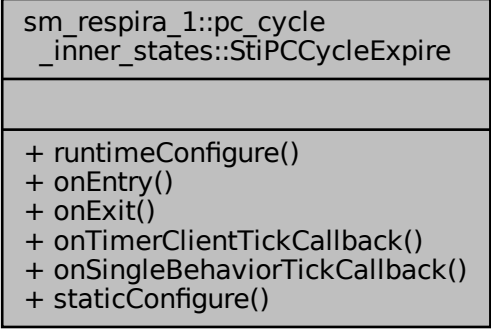 sm_respira_1::pc_cycle
_inner_states::StiPCCycleExpire
+ runtimeConfigure()
+ onEntry()
+ onExit()
+ onTimerClientTickCallback()
+ onSingleBehaviorTickCallback()
+ staticConfigure()